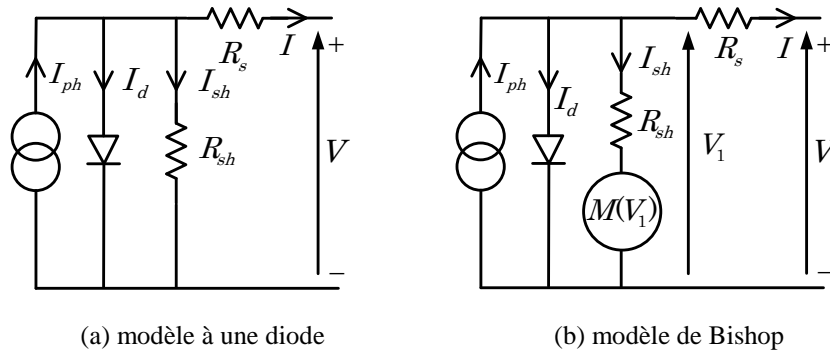 R_s I + I_ph I_d I_sh R_sh V −
R_s I + I_ph I_d I_sh R_sh V_1 M(V_1) V −
(a) modèle à une diode
(b) modèle de Bishop